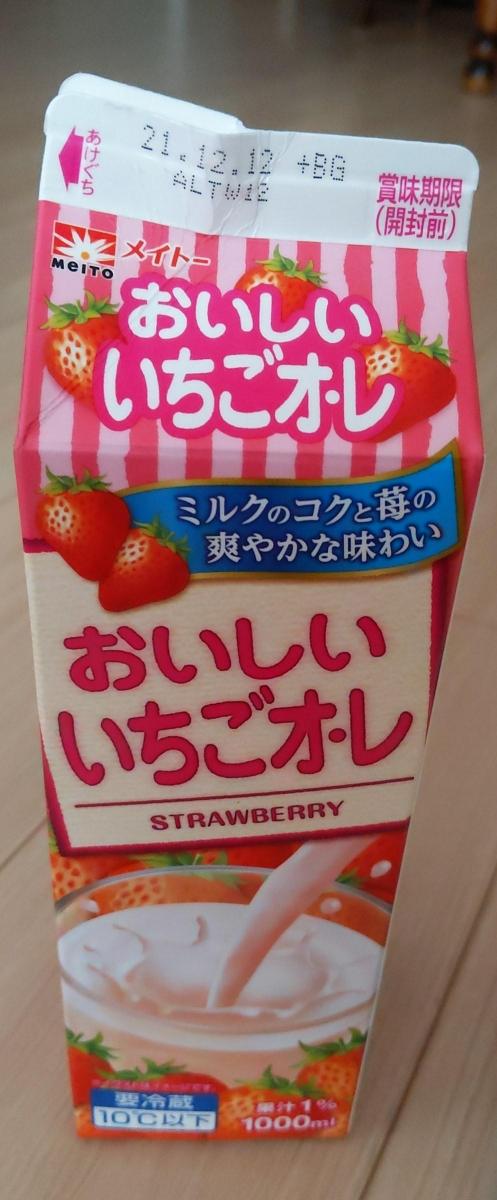 あけぐち
21.12.12 +BG
ALTW12
賞味期限
(開封前)
MEITO メイトー
おいしい
いちごオ・レ
ミルクのコクと苺の
爽やかな味わい
おいしい
いちごオ・レ
STRAWBERRY
要冷蔵
10℃以下
果汁1%
1000ml